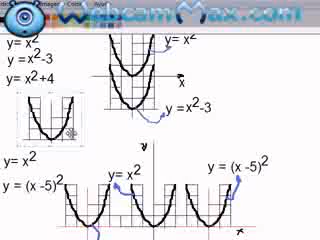 WebcamMax.com
y= x²
y= x²-3
y= x²+4
y= x²
x
y= x²-3
y= x²
y= (x -5)²
y= x²
y = (x -5)²
x